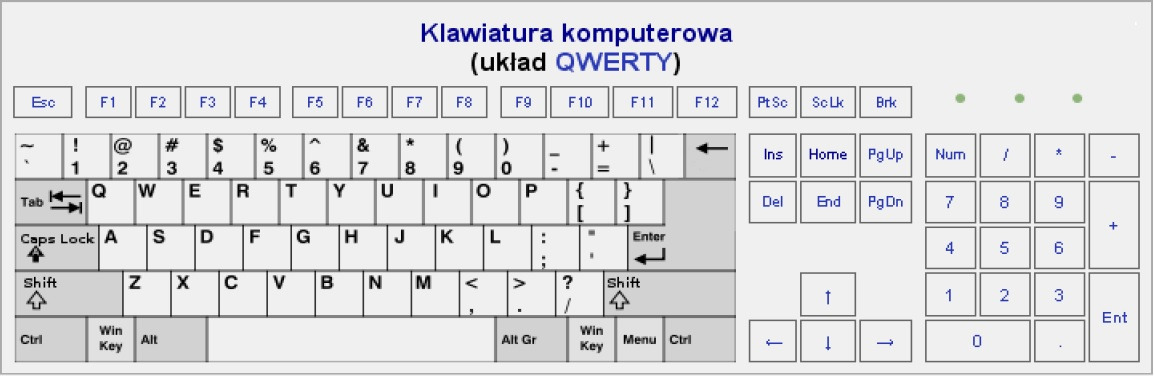 Klawiatura komputerowa
(układ QWERTY)
Esc F1 F2 F3 F4 F5 F6 F7 F8 F9 F10 F11 F12 PtSc ScLk Brk
~ ! @ # $ % ^ & * ( ) _ + |
` 1 2 3 4 5 6 7 8 9 0 - = \ ← Ins Home PgUp Num / * -
Tab Q W E R T Y U I O P { }
[ ] Del End PgDn 7 8 9 +
Caps Lock A S D F G H J K L : " Enter
; ' 4 5 6
Shift Z X C V B N M < > ? Shift
, . / ↑ 1 2 3 Ent
Ctrl Win Key Alt Alt Gr Win Key Menu Ctrl ← ↓ → 0 .